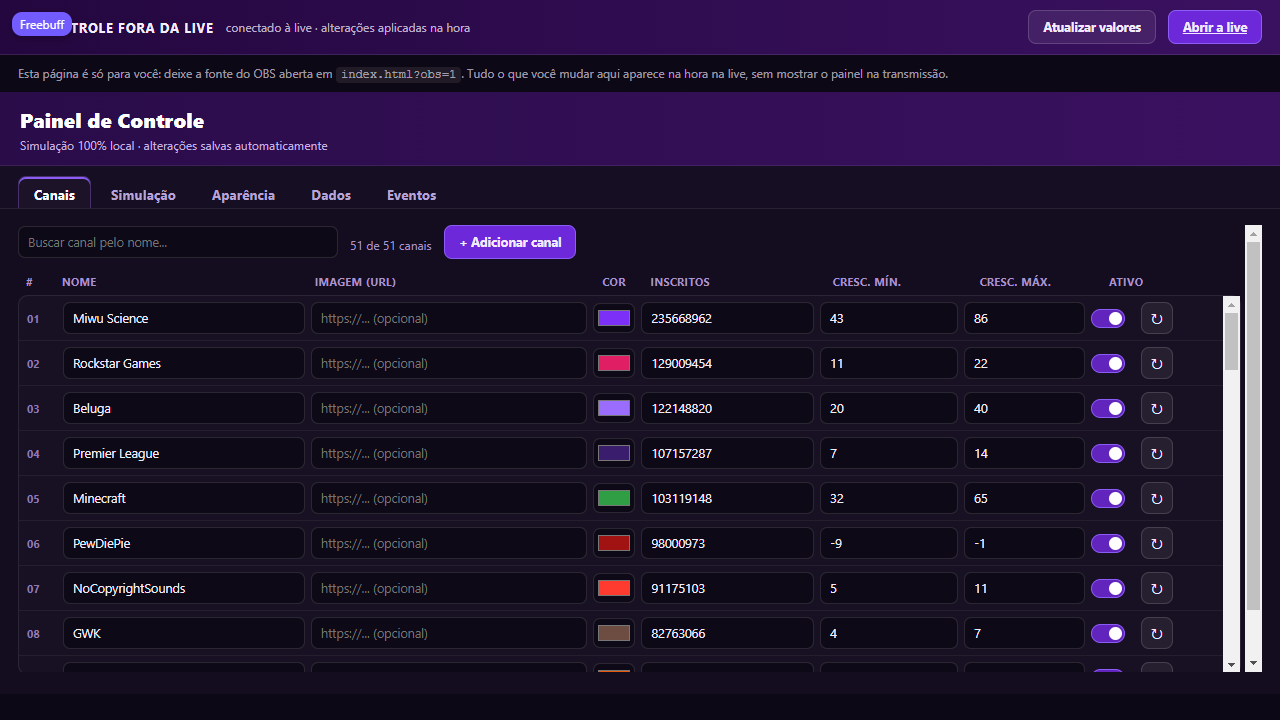 Freebuff
TROLE FORA DA LIVE conectado à live · alterações aplicadas na hora Atualizar valores Abrir a live
Esta página é só para você: deixe a fonte do OBS aberta em index.html?obs=1. Tudo o que você mudar aqui aparece na hora na live, sem mostrar o painel na transmissão.
Painel de Controle
Simulação 100% local · alterações salvas automaticamente
Canais Simulação Aparência Dados Eventos
Buscar canal pelo nome... 51 de 51 canais + Adicionar canal
# NOME IMAGEM (URL) COR INSCRITOS CRESC. MÍN. CRESC. MÁX. ATIVO
01 Miwu Science https://... (opcional) 235668962 43 86 ↻
02 Rockstar Games https://... (opcional) 129009454 11 22 ↻
03 Beluga https://... (opcional) 122148820 20 40 ↻
04 Premier League https://... (opcional) 107157287 7 14 ↻
05 Minecraft https://... (opcional) 103119148 32 65 ↻
06 PewDiePie https://... (opcional) 98000973 -9 -1 ↻
07 NoCopyrightSounds https://... (opcional) 91175103 5 11 ↻
08 GWK https://... (opcional) 82763066 4 7 ↻